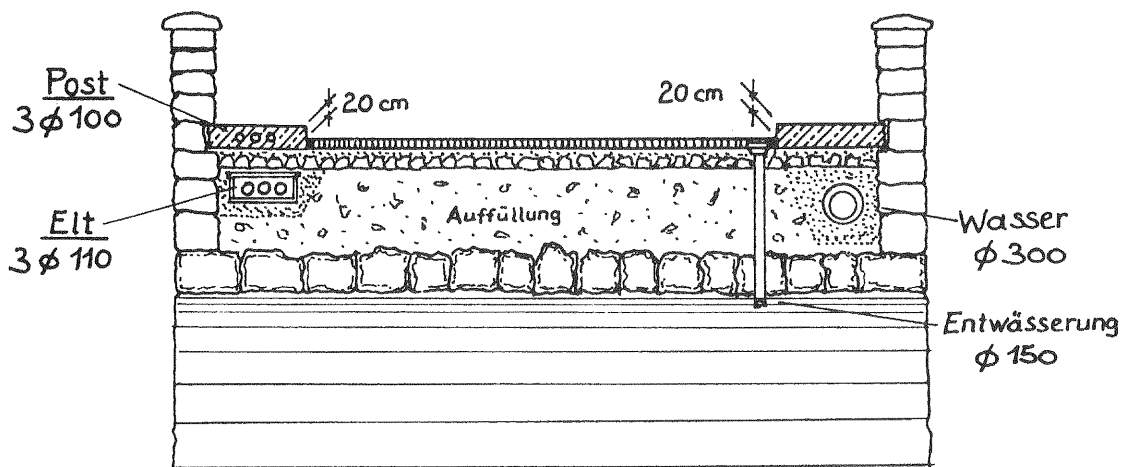 Post
3 ϕ 100
20 cm
20 cm
Elt
3 ϕ 110
Auffüllung
Wasser
ϕ 300
Entwässerung
ϕ 150